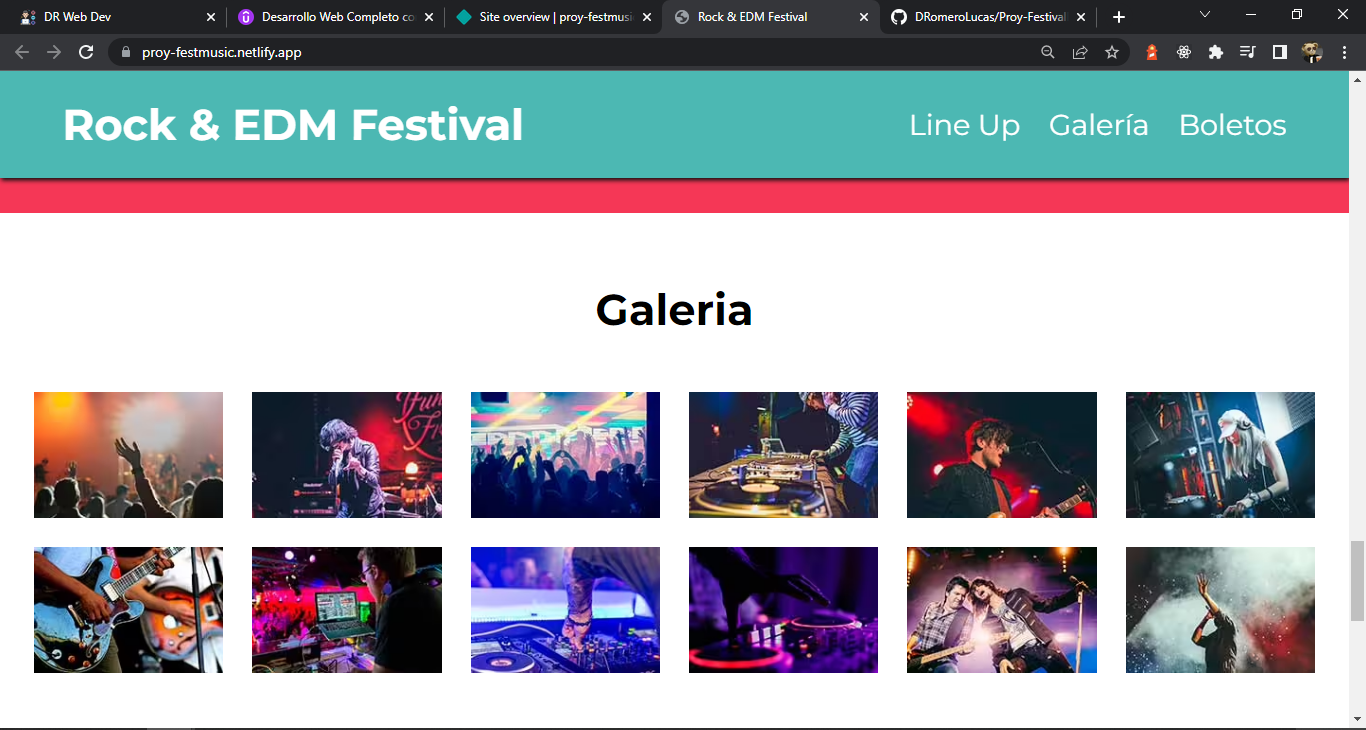 DR Web Dev
Desarrollo Web Completo co
Site overview | proy-festmusi
Rock & EDM Festival
DRomeroLucas/Proy-Festival
proy-festmusic.netlify.app
Rock & EDM Festival
Line Up
Galería
Boletos
Galeria